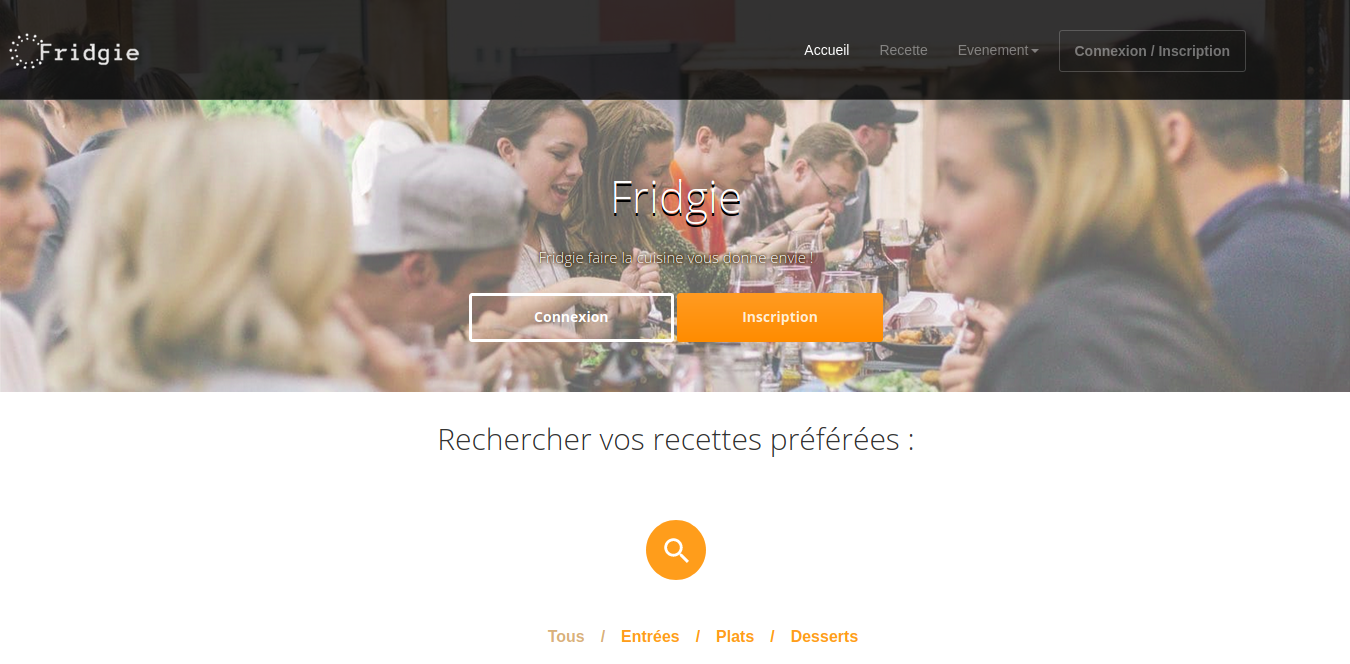 Fridgie
Accueil Recette Evenement Connexion / Inscription
Fridgie
Fridgie faire la cuisine vous donne envie !
Connexion Inscription
Rechercher vos recettes préférées :
Tous / Entrées / Plats / Desserts